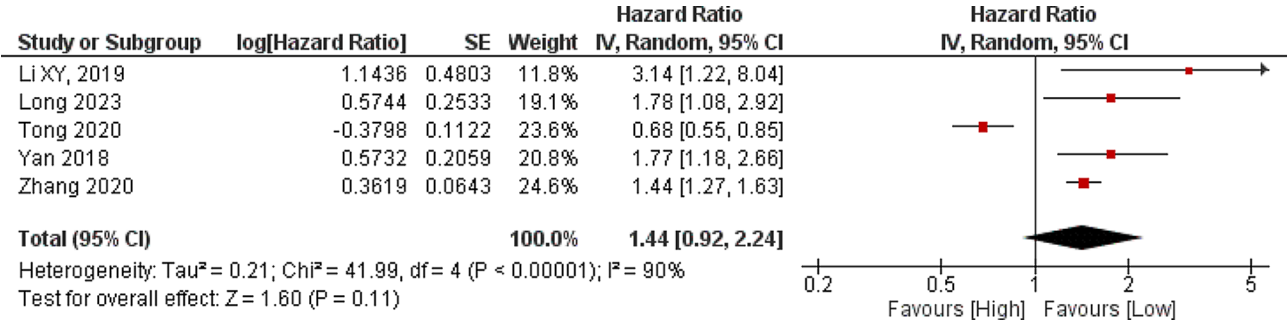 Hazard Ratio Hazard Ratio
Study or Subgroup log[Hazard Ratio] SE Weight IV, Random, 95% CI IV, Random, 95% CI
Li XY, 2019 1.1436 0.4803 11.8% 3.14 [1.22, 8.04]
Long 2023 0.5744 0.2533 19.1% 1.78 [1.08, 2.92]
Tong 2020 -0.3798 0.1122 23.6% 0.68 [0.55, 0.85]
Yan 2018 0.5732 0.2059 20.8% 1.77 [1.18, 2.66]
Zhang 2020 0.3619 0.0643 24.6% 1.44 [1.27, 1.63]
Total (95% CI) 100.0% 1.44 [0.92, 2.24]
Heterogeneity: Tau² = 0.21; Chi² = 41.99, df = 4 (P < 0.00001); I² = 90%
Test for overall effect: Z = 1.60 (P = 0.11)
0.2 0.5 1 2 5
Favours [High] Favours [Low]